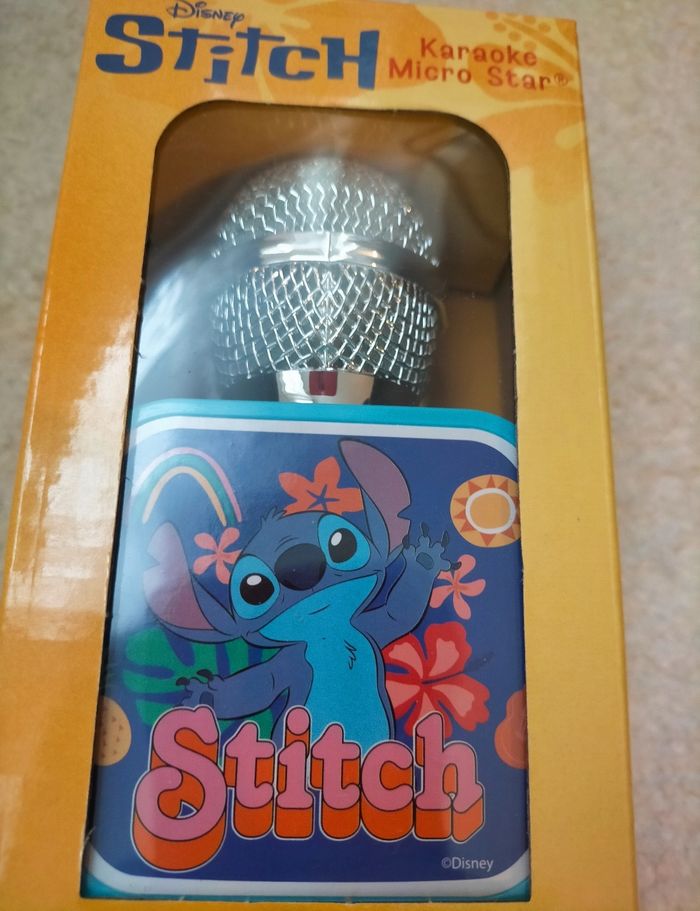 Disney
Stitch
Karaoke
Micro Star®
Stitch
©Disney